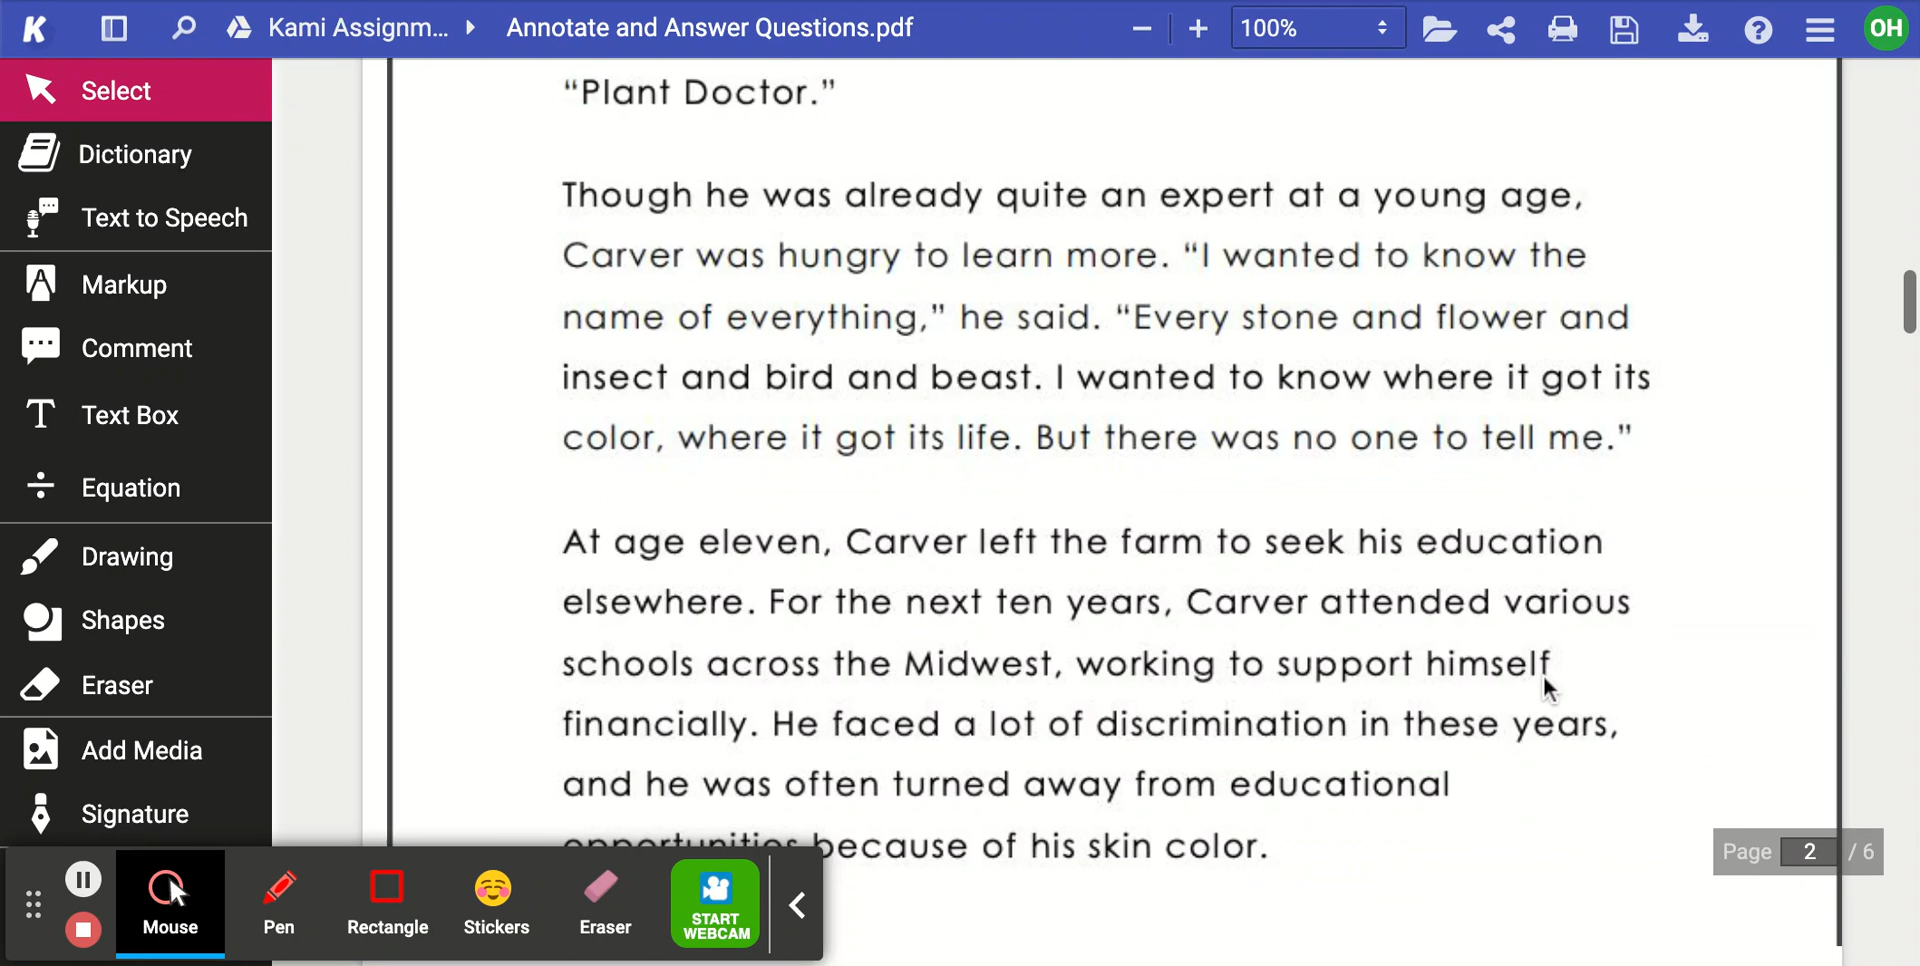 K
Kami Assignm...
Annotate and Answer Questions.pdf
100%
OH
Select
Dictionary
Text to Speech
Markup
Comment
Text Box
Equation
Drawing
Shapes
Eraser
Add Media
Signature
“Plant Doctor.”
Though he was already quite an expert at a young age,
Carver was hungry to learn more. “I wanted to know the
name of everything,” he said. “Every stone and flower and
insect and bird and beast. I wanted to know where it got its
color, where it got its life. But there was no one to tell me.”
At age eleven, Carver left the farm to seek his education
elsewhere. For the next ten years, Carver attended various
schools across the Midwest, working to support himself
financially. He faced a lot of discrimination in these years,
and he was often turned away from educational
opportunities because of his skin color.
Page 2 / 6
Mouse
Pen
Rectangle
Stickers
Eraser
START
WEBCAM